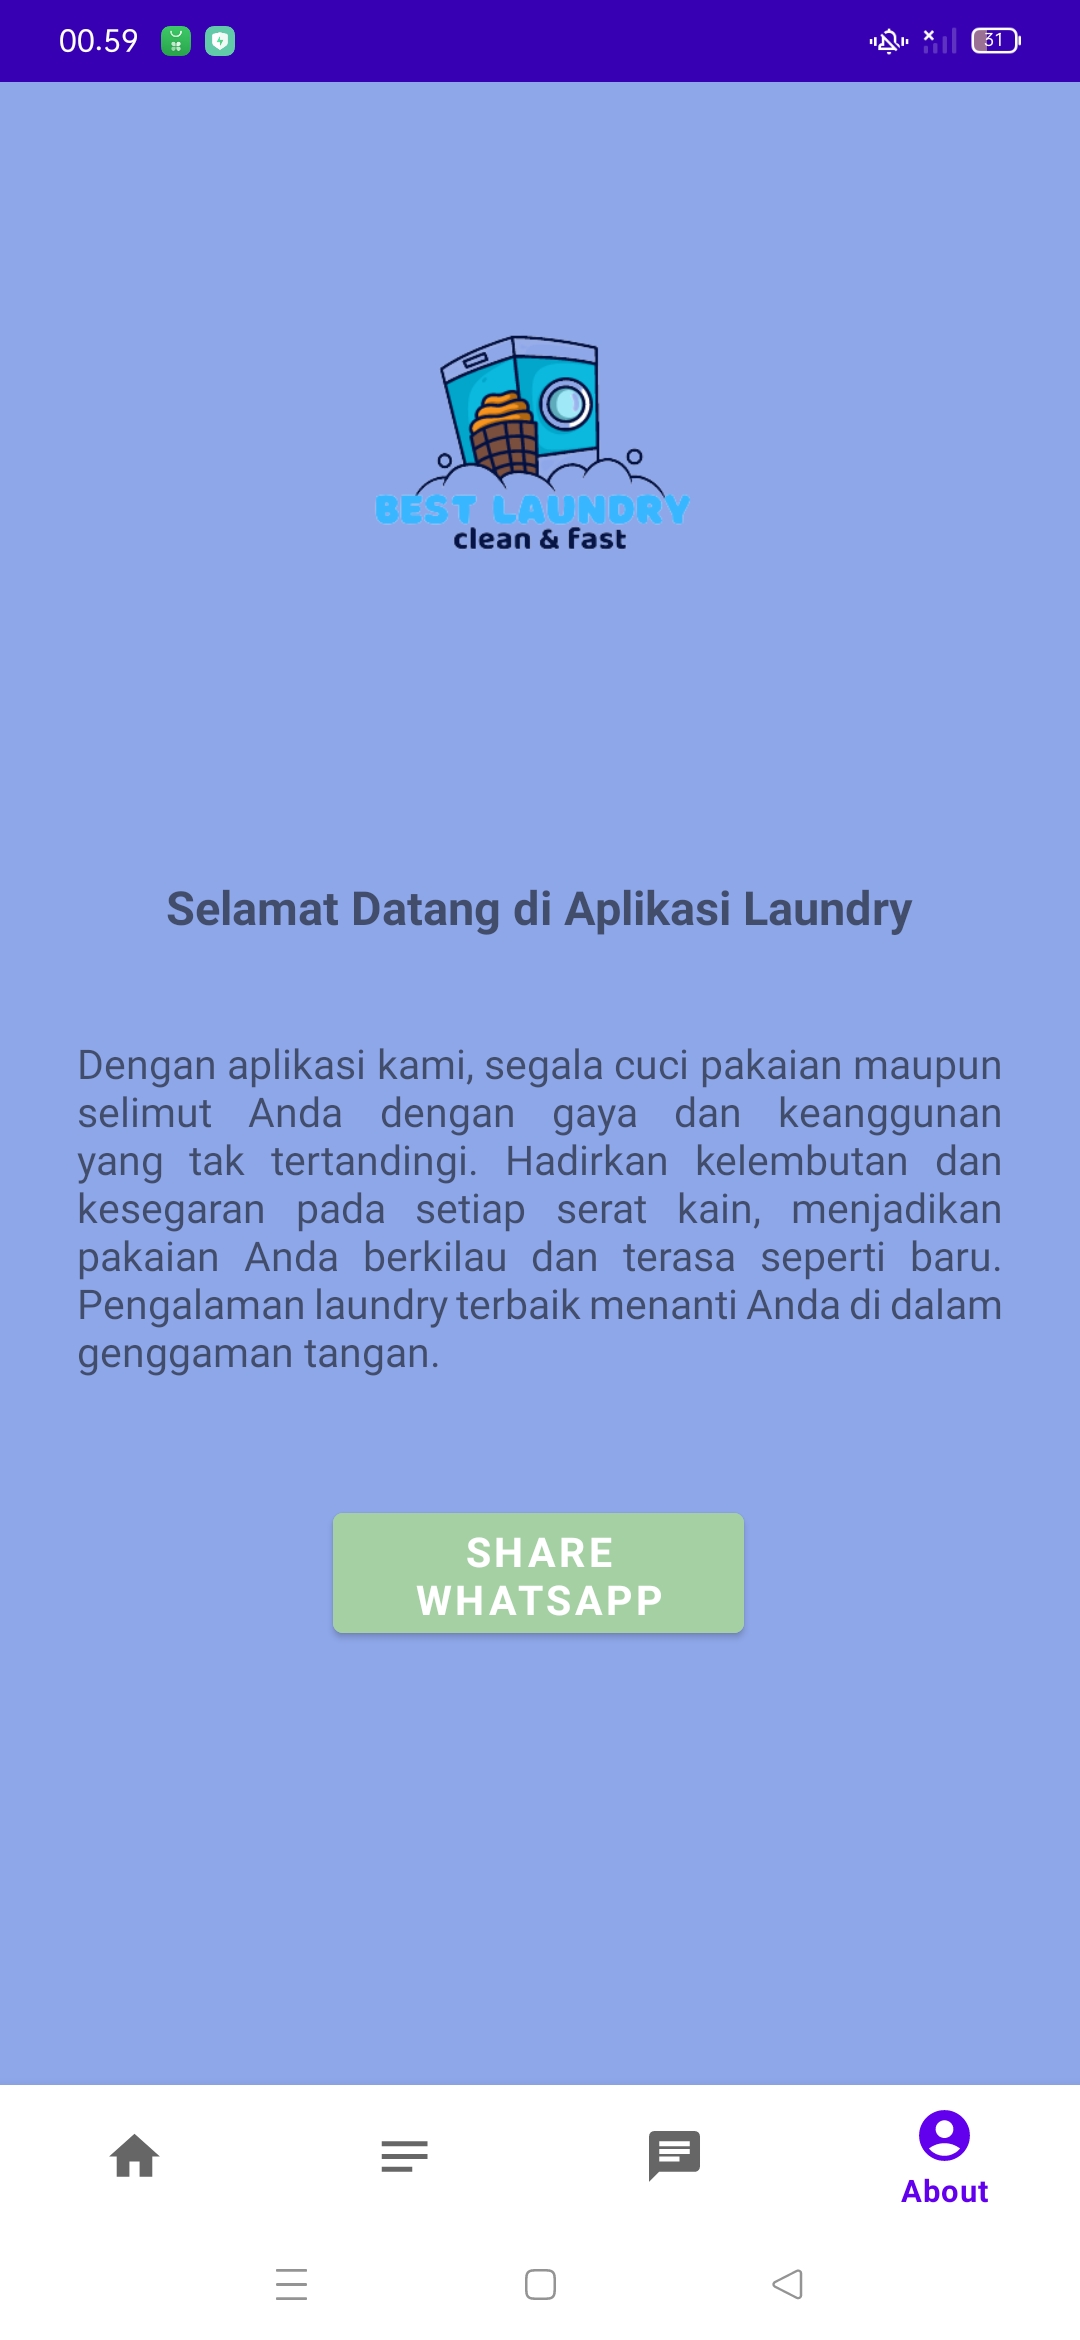 00.59
31
BEST LAUNDRY
clean & fast
Selamat Datang di Aplikasi Laundry
Dengan aplikasi kami, segala cuci pakaian maupun
selimut Anda dengan gaya dan keanggunan
yang tak tertandingi. Hadirkan kelembutan dan
kesegaran pada setiap serat kain, menjadikan
pakaian Anda berkilau dan terasa seperti baru.
Pengalaman laundry terbaik menanti Anda di dalam
genggaman tangan.
SHARE
WHATSAPP
About